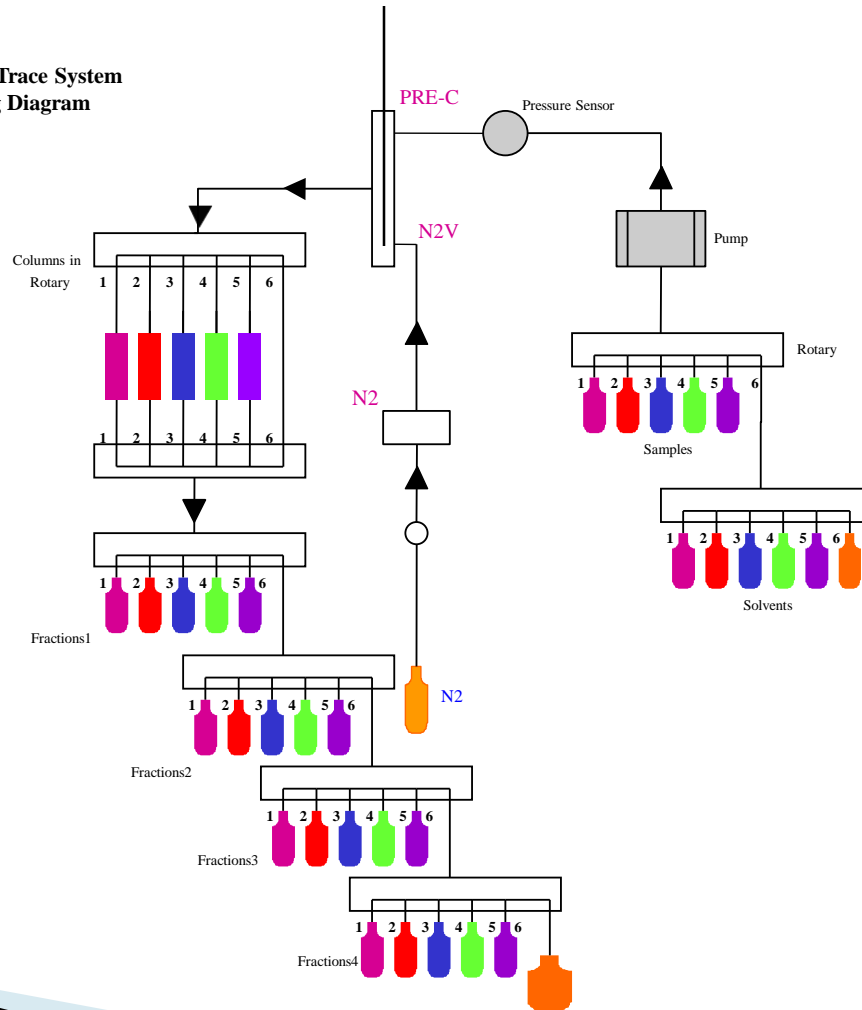 Trace System
Diagram
PRE-C
Pressure Sensor
N2V
Pump
Columns in
Rotary
1 2 3 4 5 6
Rotary
N2
1 2 3 4 5 6
1 2 3 4 5 6
Samples
1 2 3 4 5 6
Solvents
1 2 3 4 5 6
Fractions1
N2
1 2 3 4 5 6
Fractions2
1 2 3 4 5 6
Fractions3
1 2 3 4 5 6
Fractions4